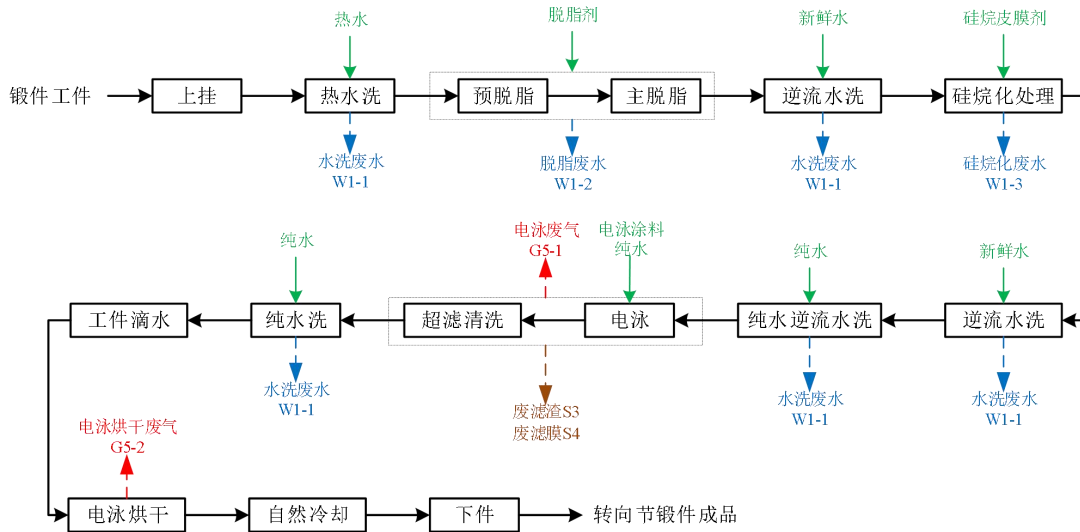 热水
脱脂剂
新鲜水
硅烷皮膜剂
锻件工件
上挂
热水洗
预脱脂
主脱脂
逆流水洗
硅烷化处理
水洗废水
W1-1
脱脂废水
W1-2
水洗废水
W1-1
硅烷化废水
W1-3
纯水
电泳废气
G5-1
电泳涂料
纯水
纯水
新鲜水
工件滴水
纯水洗
超滤清洗
电泳
纯水逆流水洗
逆流水洗
水洗废水
W1-1
废滤渣S3
废滤膜S4
水洗废水
W1-1
水洗废水
W1-1
电泳烘干废气
G5-2
电泳烘干
自然冷却
下件
转向节锻件成品